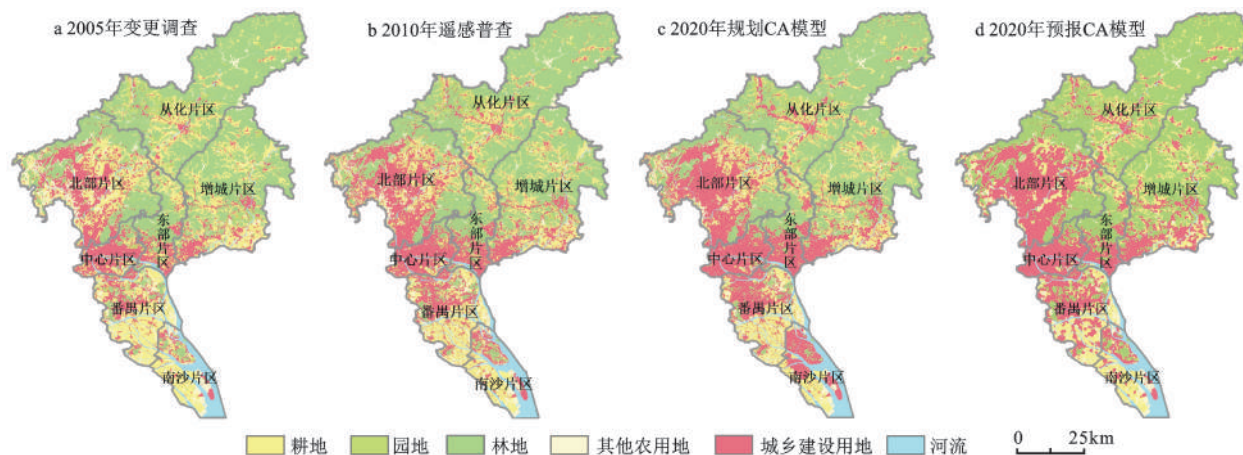 a 2005年变更调查
b 2010年遥感普查
c 2020年规划CA模型
d 2020年预报CA模型
从化片区
北部片区
增城片区
东部片区
中心片区
番禺片区
南沙片区
从化片区
北部片区
增城片区
东部片区
中心片区
番禺片区
南沙片区
从化片区
北部片区
增城片区
东部片区
中心片区
番禺片区
南沙片区
从化片区
北部片区
增城片区
东部片区
中心片区
番禺片区
南沙片区
耕地 园地 林地 其他农用地 城乡建设用地 河流 0 25km